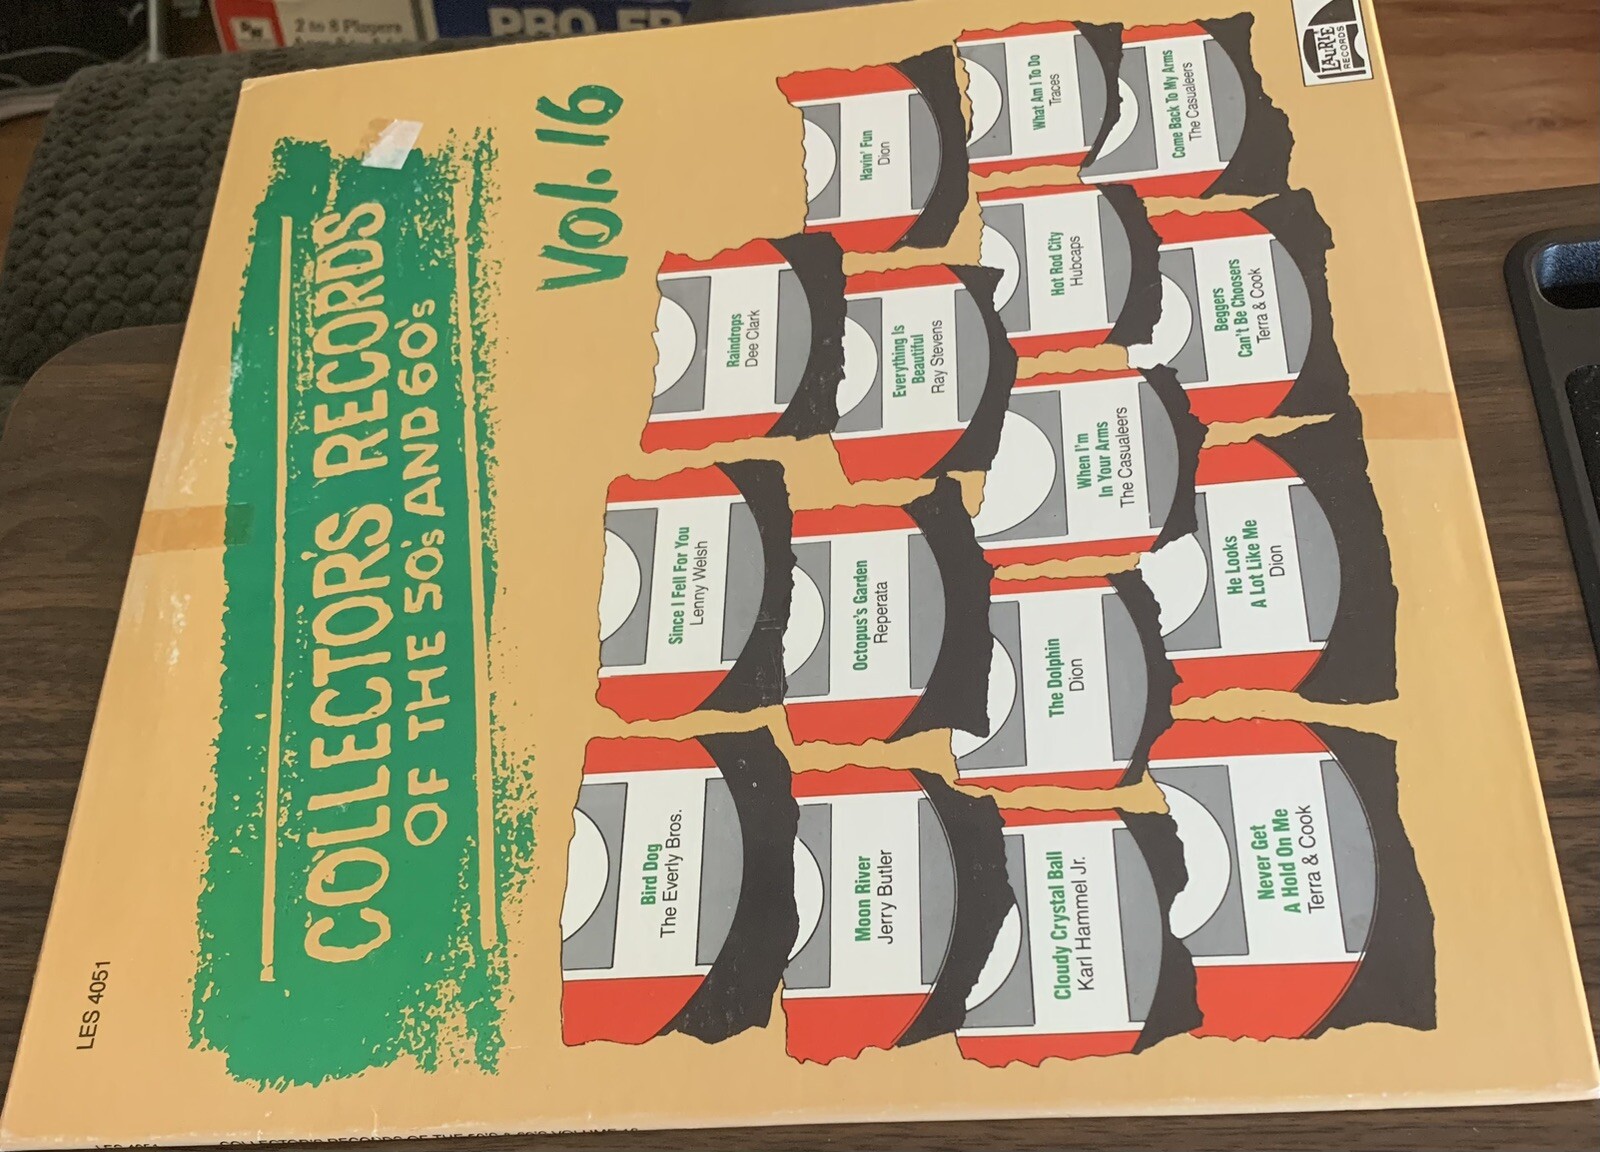 LES 4051
COLLECTOR'S RECORDS
OF THE 50's AND 60's
Vol. 16
Bird Dog
The Everly Bros.
Since I Fell For You
Lenny Welsh
Raindrops
Dee Clark
Havin' Fun
Dion
Moon River
Jerry Butler
Octopus's Garden
Reperata
Everything Is
Beautiful
Ray Stevens
What Am I To Do
Traces
Cloudy Crystal Ball
Karl Hammel Jr.
The Dolphin
Dion
When I'm
In Your Arms
The Casualeers
Hot Rod City
Hubcaps
Come Back To My Arms
The Casualeers
Never Get
A Hold On Me
Terra & Cook
He Looks
A Lot Like Me
Dion
Beggers
Can't Be Choosers
Terra & Cook
LAURIE
RECORDS
2 to 8 Players